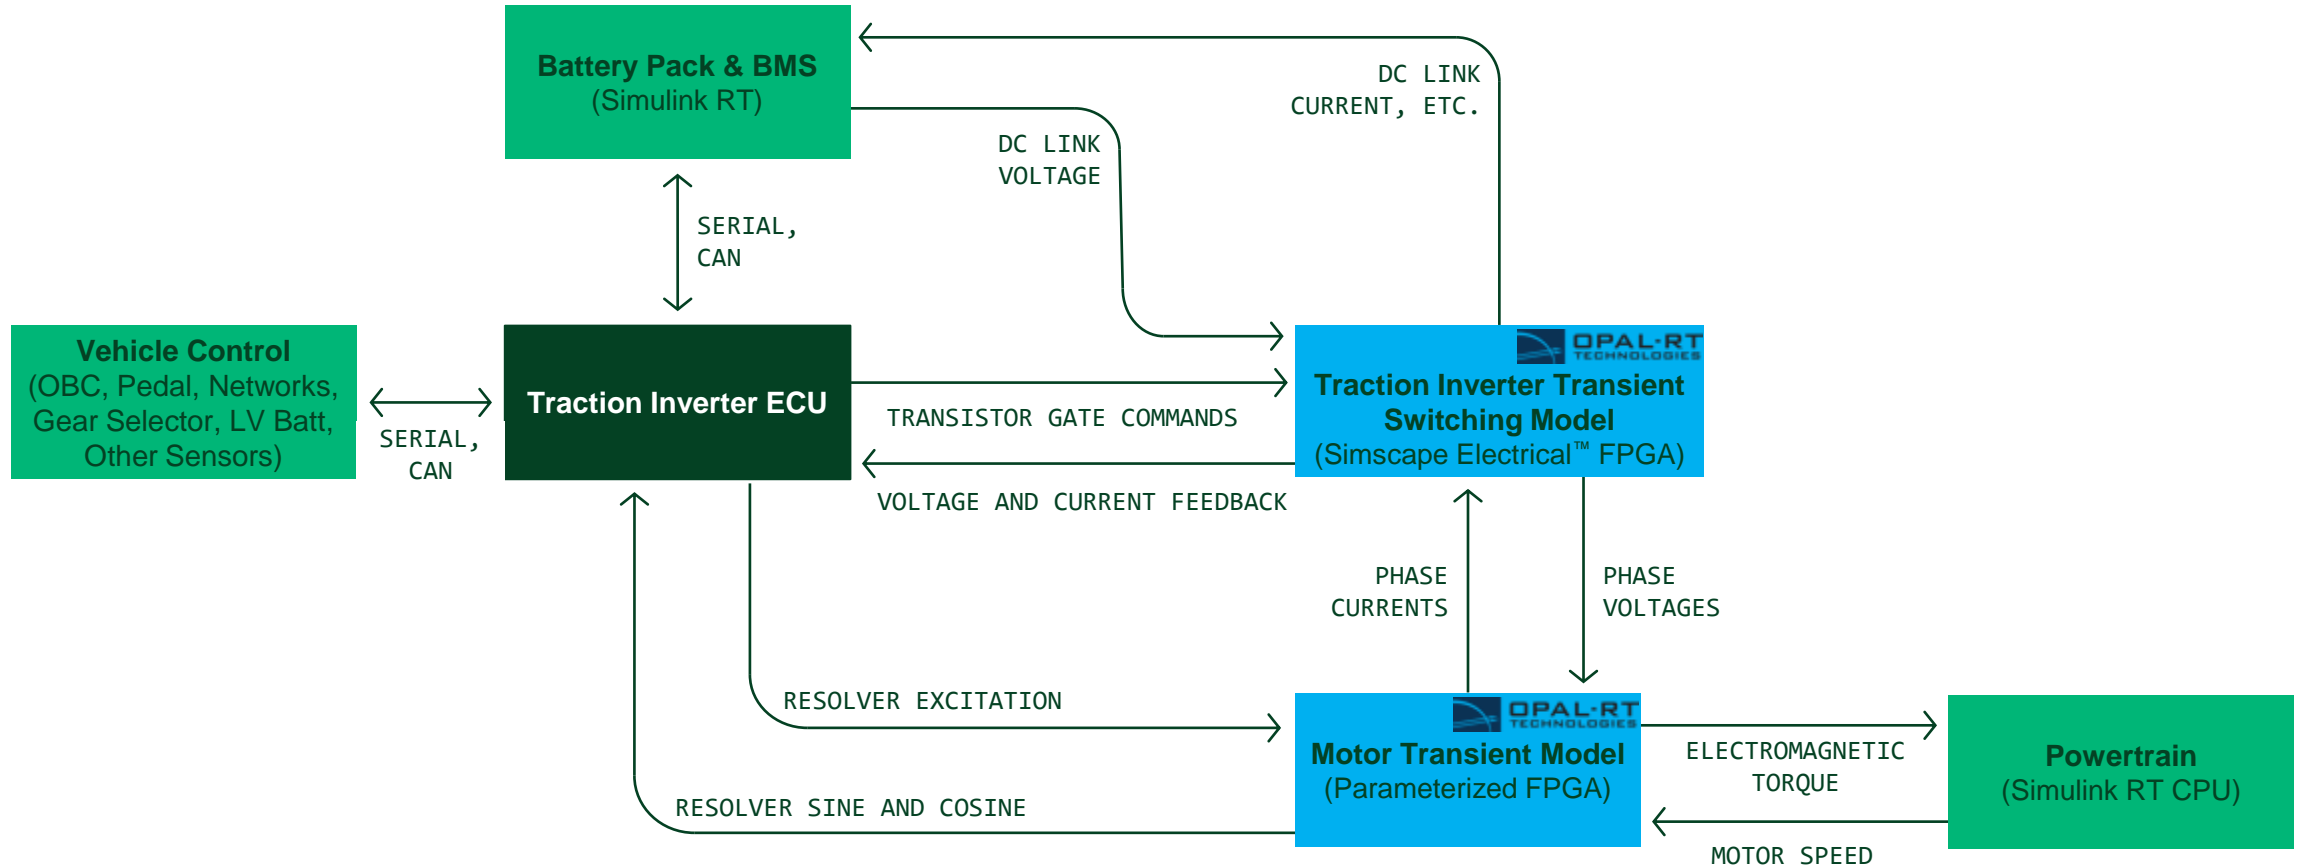 Battery Pack & BMS
(Simulink RT)
DC LINK
CURRENT, ETC.
DC LINK
VOLTAGE
SERIAL,
CAN
Vehicle Control
(OBC, Pedal, Networks,
Gear Selector, LV Batt,
Other Sensors)
SERIAL,
CAN
Traction Inverter ECU
TRANSISTOR GATE COMMANDS
VOLTAGE AND CURRENT FEEDBACK
OPAL-RT
TECHNOLOGIES
Traction Inverter Transient
Switching Model
(Simscape Electrical™ FPGA)
PHASE
CURRENTS
PHASE
VOLTAGES
RESOLVER EXCITATION
RESOLVER SINE AND COSINE
OPAL-RT
TECHNOLOGIES
Motor Transient Model
(Parameterized FPGA)
ELECTROMAGNETIC
TORQUE
MOTOR SPEED
Powertrain
(Simulink RT CPU)